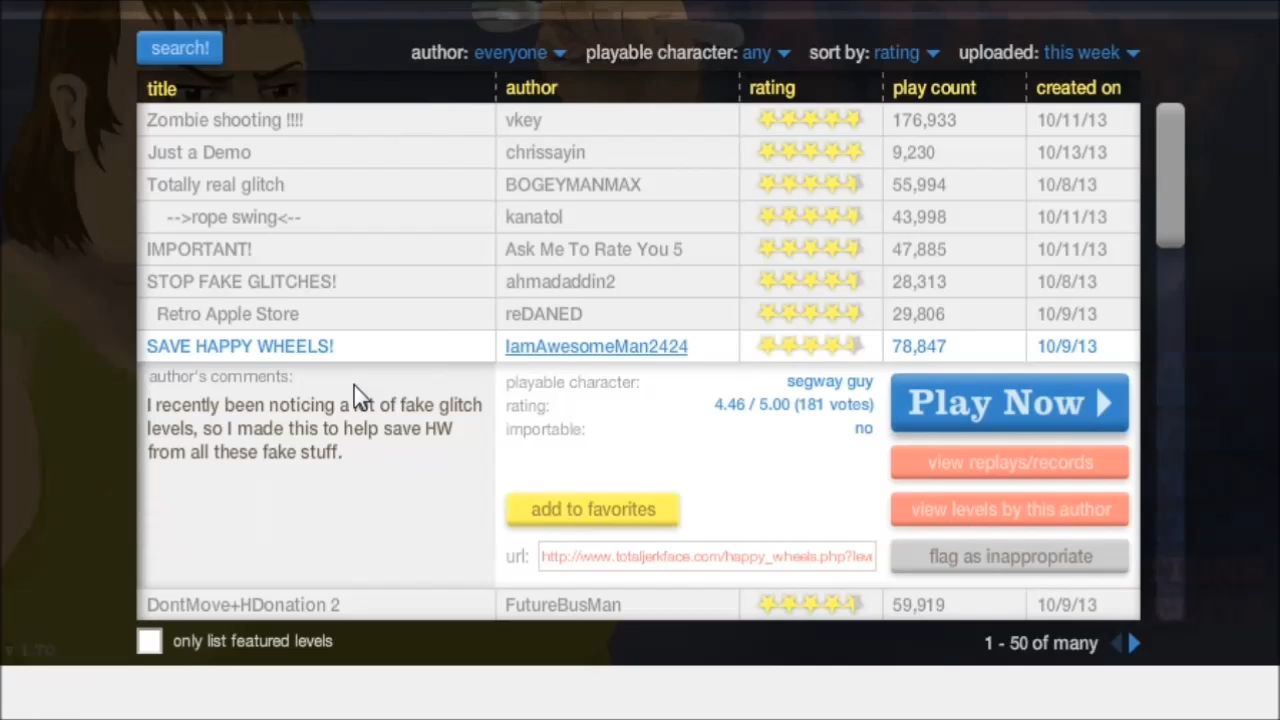 search!
author: everyone playable character: any sort by: rating uploaded: this week
title author rating play count created on
Zombie shooting !!!! vkey 176,933 10/11/13
Just a Demo chrissayin 9,230 10/13/13
Totally real glitch BOGEYMANMAX 55,994 10/8/13
-->rope swing<-- kanatol 43,998 10/11/13
IMPORTANT! Ask Me To Rate You 5 47,885 10/11/13
STOP FAKE GLITCHES! ahmadaddin2 28,313 10/8/13
Retro Apple Store reDANED 29,806 10/9/13
SAVE HAPPY WHEELS! IamAwesomeMan2424 78,847 10/9/13
author's comments:
I recently been noticing a lot of fake glitch
levels, so I made this to help save HW
from all these fake stuff.
playable character: segway guy
rating: 4.46 / 5.00 (181 votes)
importable: no
add to favorites
url: http://www.totaljerkface.com/happy_wheels.php?leve
Play Now
view replays/records
view levels by this author
flag as inappropriate
DontMove+HDonation 2 FutureBusMan 59,919 10/9/13
only list featured levels
1 - 50 of many